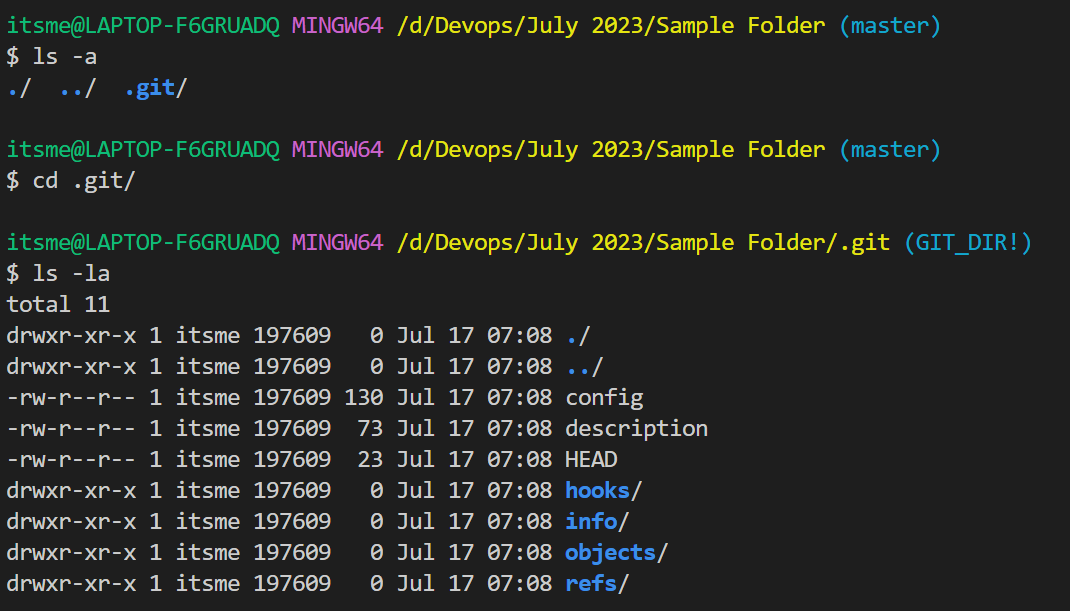 itsme@LAPTOP-F6GRUADQ MINGW64 /d/Devops/July 2023/Sample Folder (master)
$ ls -a
./  ../  .git/
itsme@LAPTOP-F6GRUADQ MINGW64 /d/Devops/July 2023/Sample Folder (master)
$ cd .git/
itsme@LAPTOP-F6GRUADQ MINGW64 /d/Devops/July 2023/Sample Folder/.git (GIT_DIR!)
$ ls -la
total 11
drwxr-xr-x 1 itsme 197609   0 Jul 17 07:08 ./
drwxr-xr-x 1 itsme 197609   0 Jul 17 07:08 ../
-rw-r--r-- 1 itsme 197609 130 Jul 17 07:08 config
-rw-r--r-- 1 itsme 197609  73 Jul 17 07:08 description
-rw-r--r-- 1 itsme 197609  23 Jul 17 07:08 HEAD
drwxr-xr-x 1 itsme 197609   0 Jul 17 07:08 hooks/
drwxr-xr-x 1 itsme 197609   0 Jul 17 07:08 info/
drwxr-xr-x 1 itsme 197609   0 Jul 17 07:08 objects/
drwxr-xr-x 1 itsme 197609   0 Jul 17 07:08 refs/